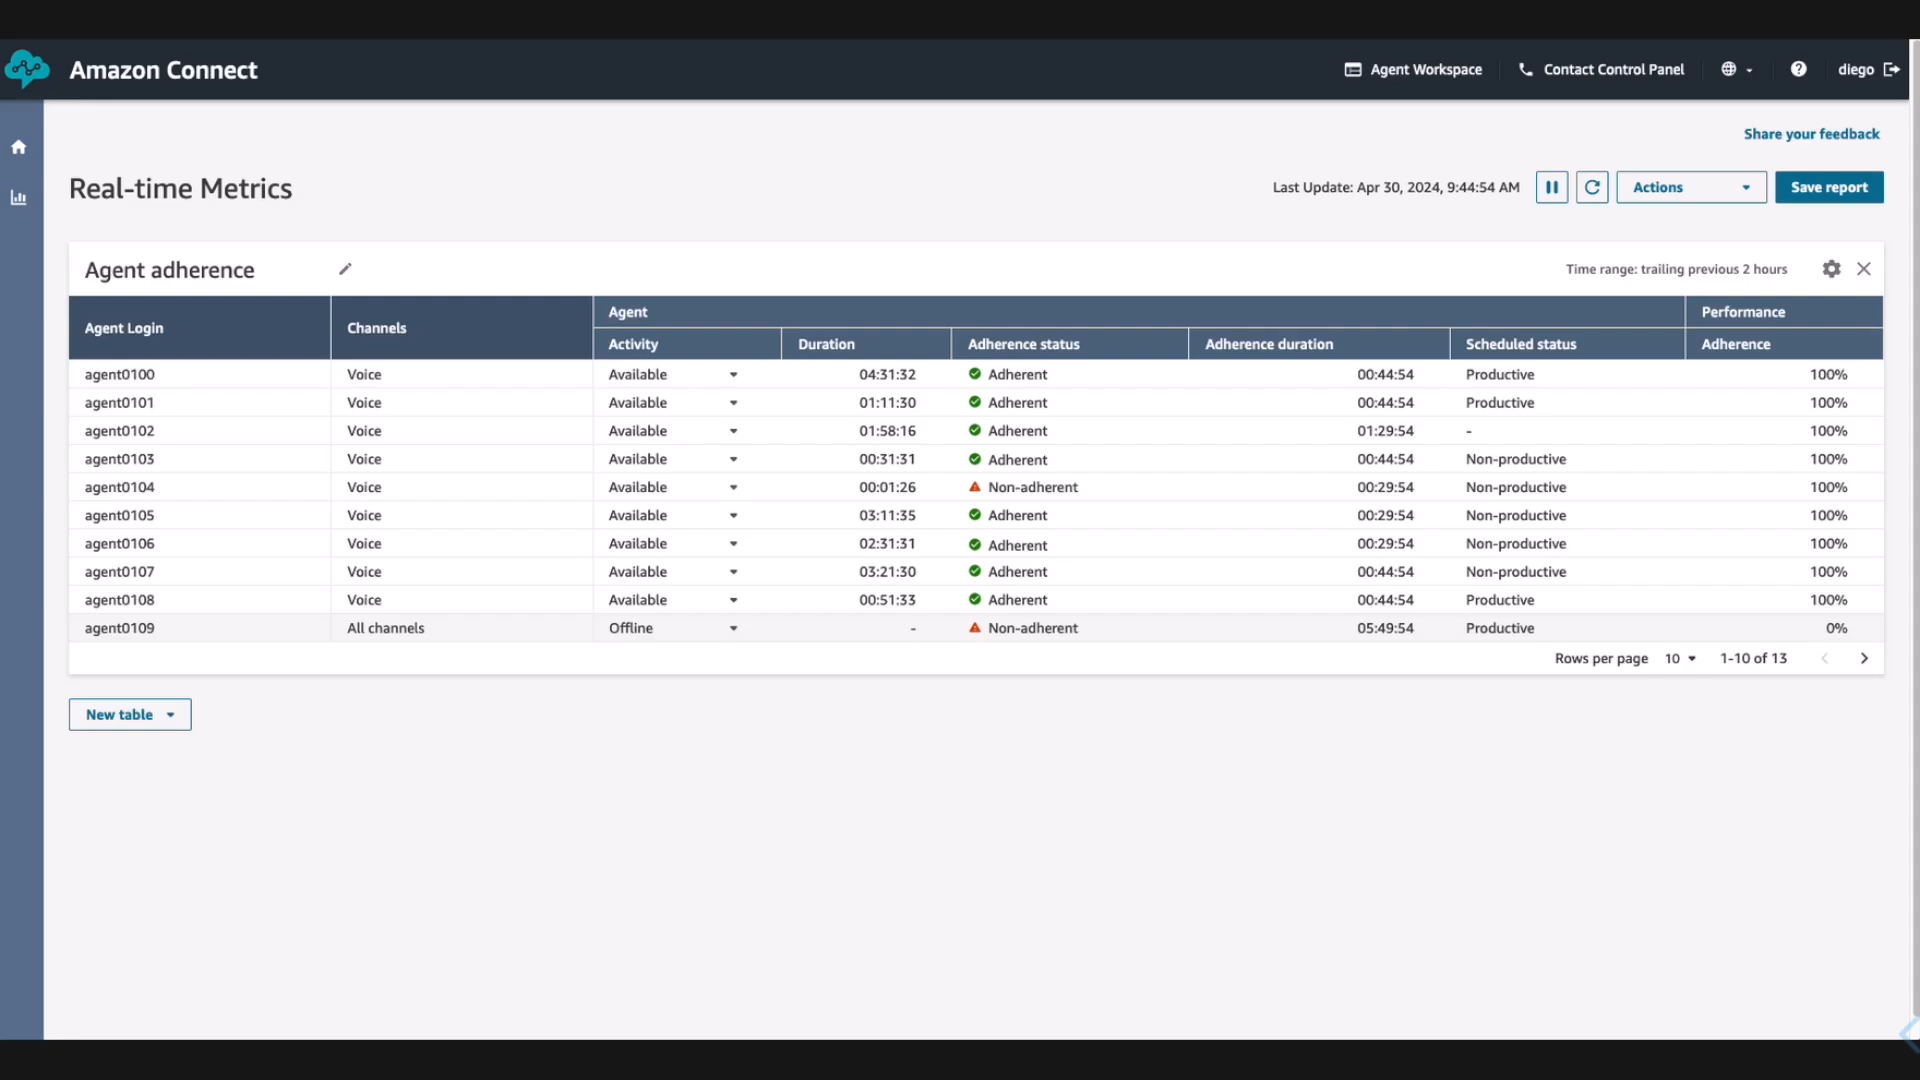 Amazon Connect
Agent Workspace
Contact Control Panel
diego
Share your feedback
Real-time Metrics
Last Update: Apr 30, 2024, 9:44:54 AM
Actions
Save report
Agent adherence
Time range: trailing previous 2 hours
Agent Login Channels Agent Performance
Activity Duration Adherence status Adherence duration Scheduled status Adherence
agent0100 Voice Available 04:31:32 Adherent 00:44:54 Productive 100%
agent0101 Voice Available 01:11:30 Adherent 00:44:54 Productive 100%
agent0102 Voice Available 01:58:16 Adherent 01:29:54 - 100%
agent0103 Voice Available 00:31:31 Adherent 00:44:54 Non-productive 100%
agent0104 Voice Available 00:01:26 Non-adherent 00:29:54 Non-productive 100%
agent0105 Voice Available 03:11:35 Adherent 00:29:54 Non-productive 100%
agent0106 Voice Available 02:31:31 Adherent 00:29:54 Non-productive 100%
agent0107 Voice Available 03:21:30 Adherent 00:44:54 Non-productive 100%
agent0108 Voice Available 00:51:33 Adherent 00:44:54 Productive 100%
agent0109 All channels Offline - Non-adherent 05:49:54 Productive 0%
Rows per page 10 1-10 of 13
New table